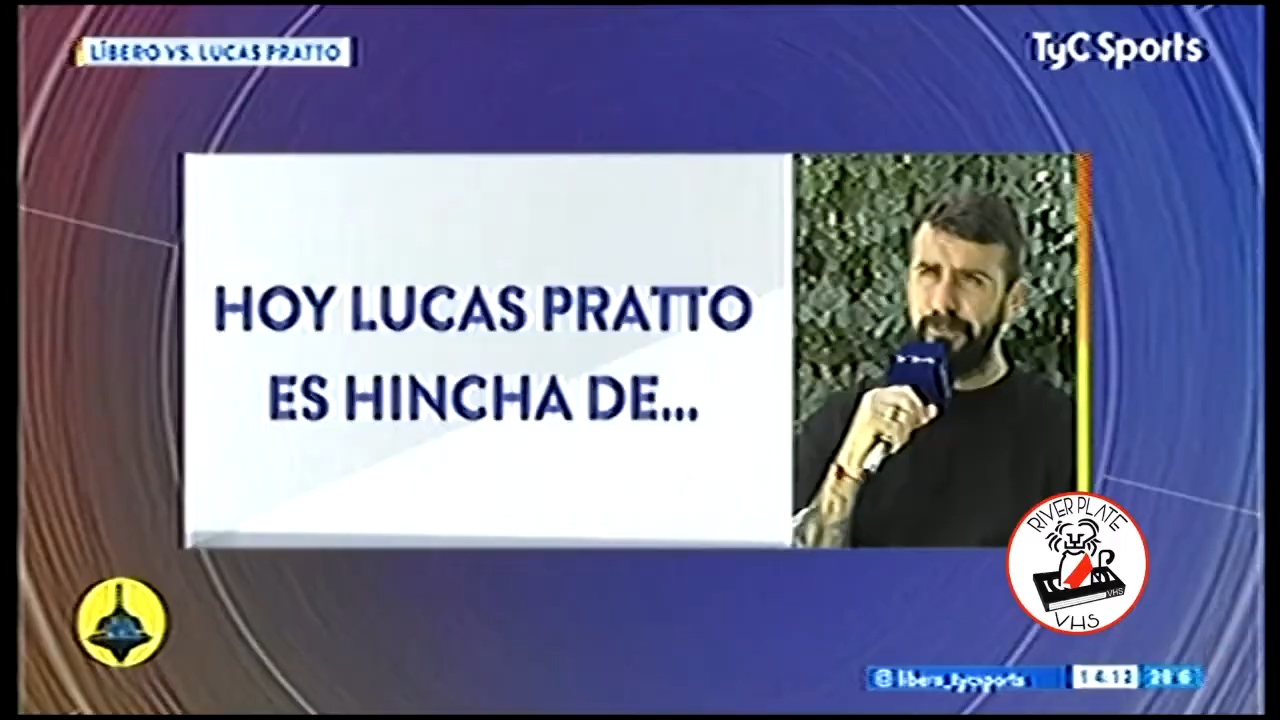 LÍBERO VS. LUCAS PRATTO
TyC Sports
HOY LUCAS PRATTO
ES HINCHA DE...
RIVER PLATE
VHS
VHS
@libero_tycsports 14:12 20°6